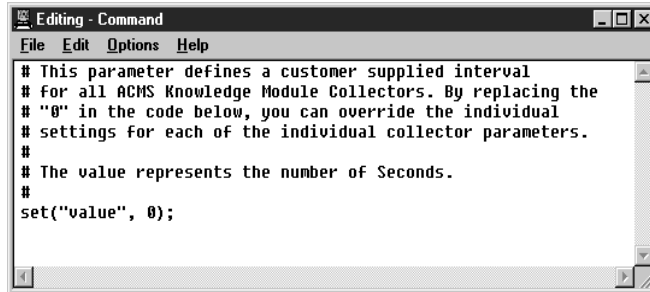 Editing - Command
File Edit Options Help
# This parameter defines a customer supplied interval
# for all ACMS Knowledge Module Collectors. By replacing the
# "0" in the code below, you can override the individual
# settings for each of the individual collector parameters.
#
# The value represents the number of Seconds.
#
set("value", 0);